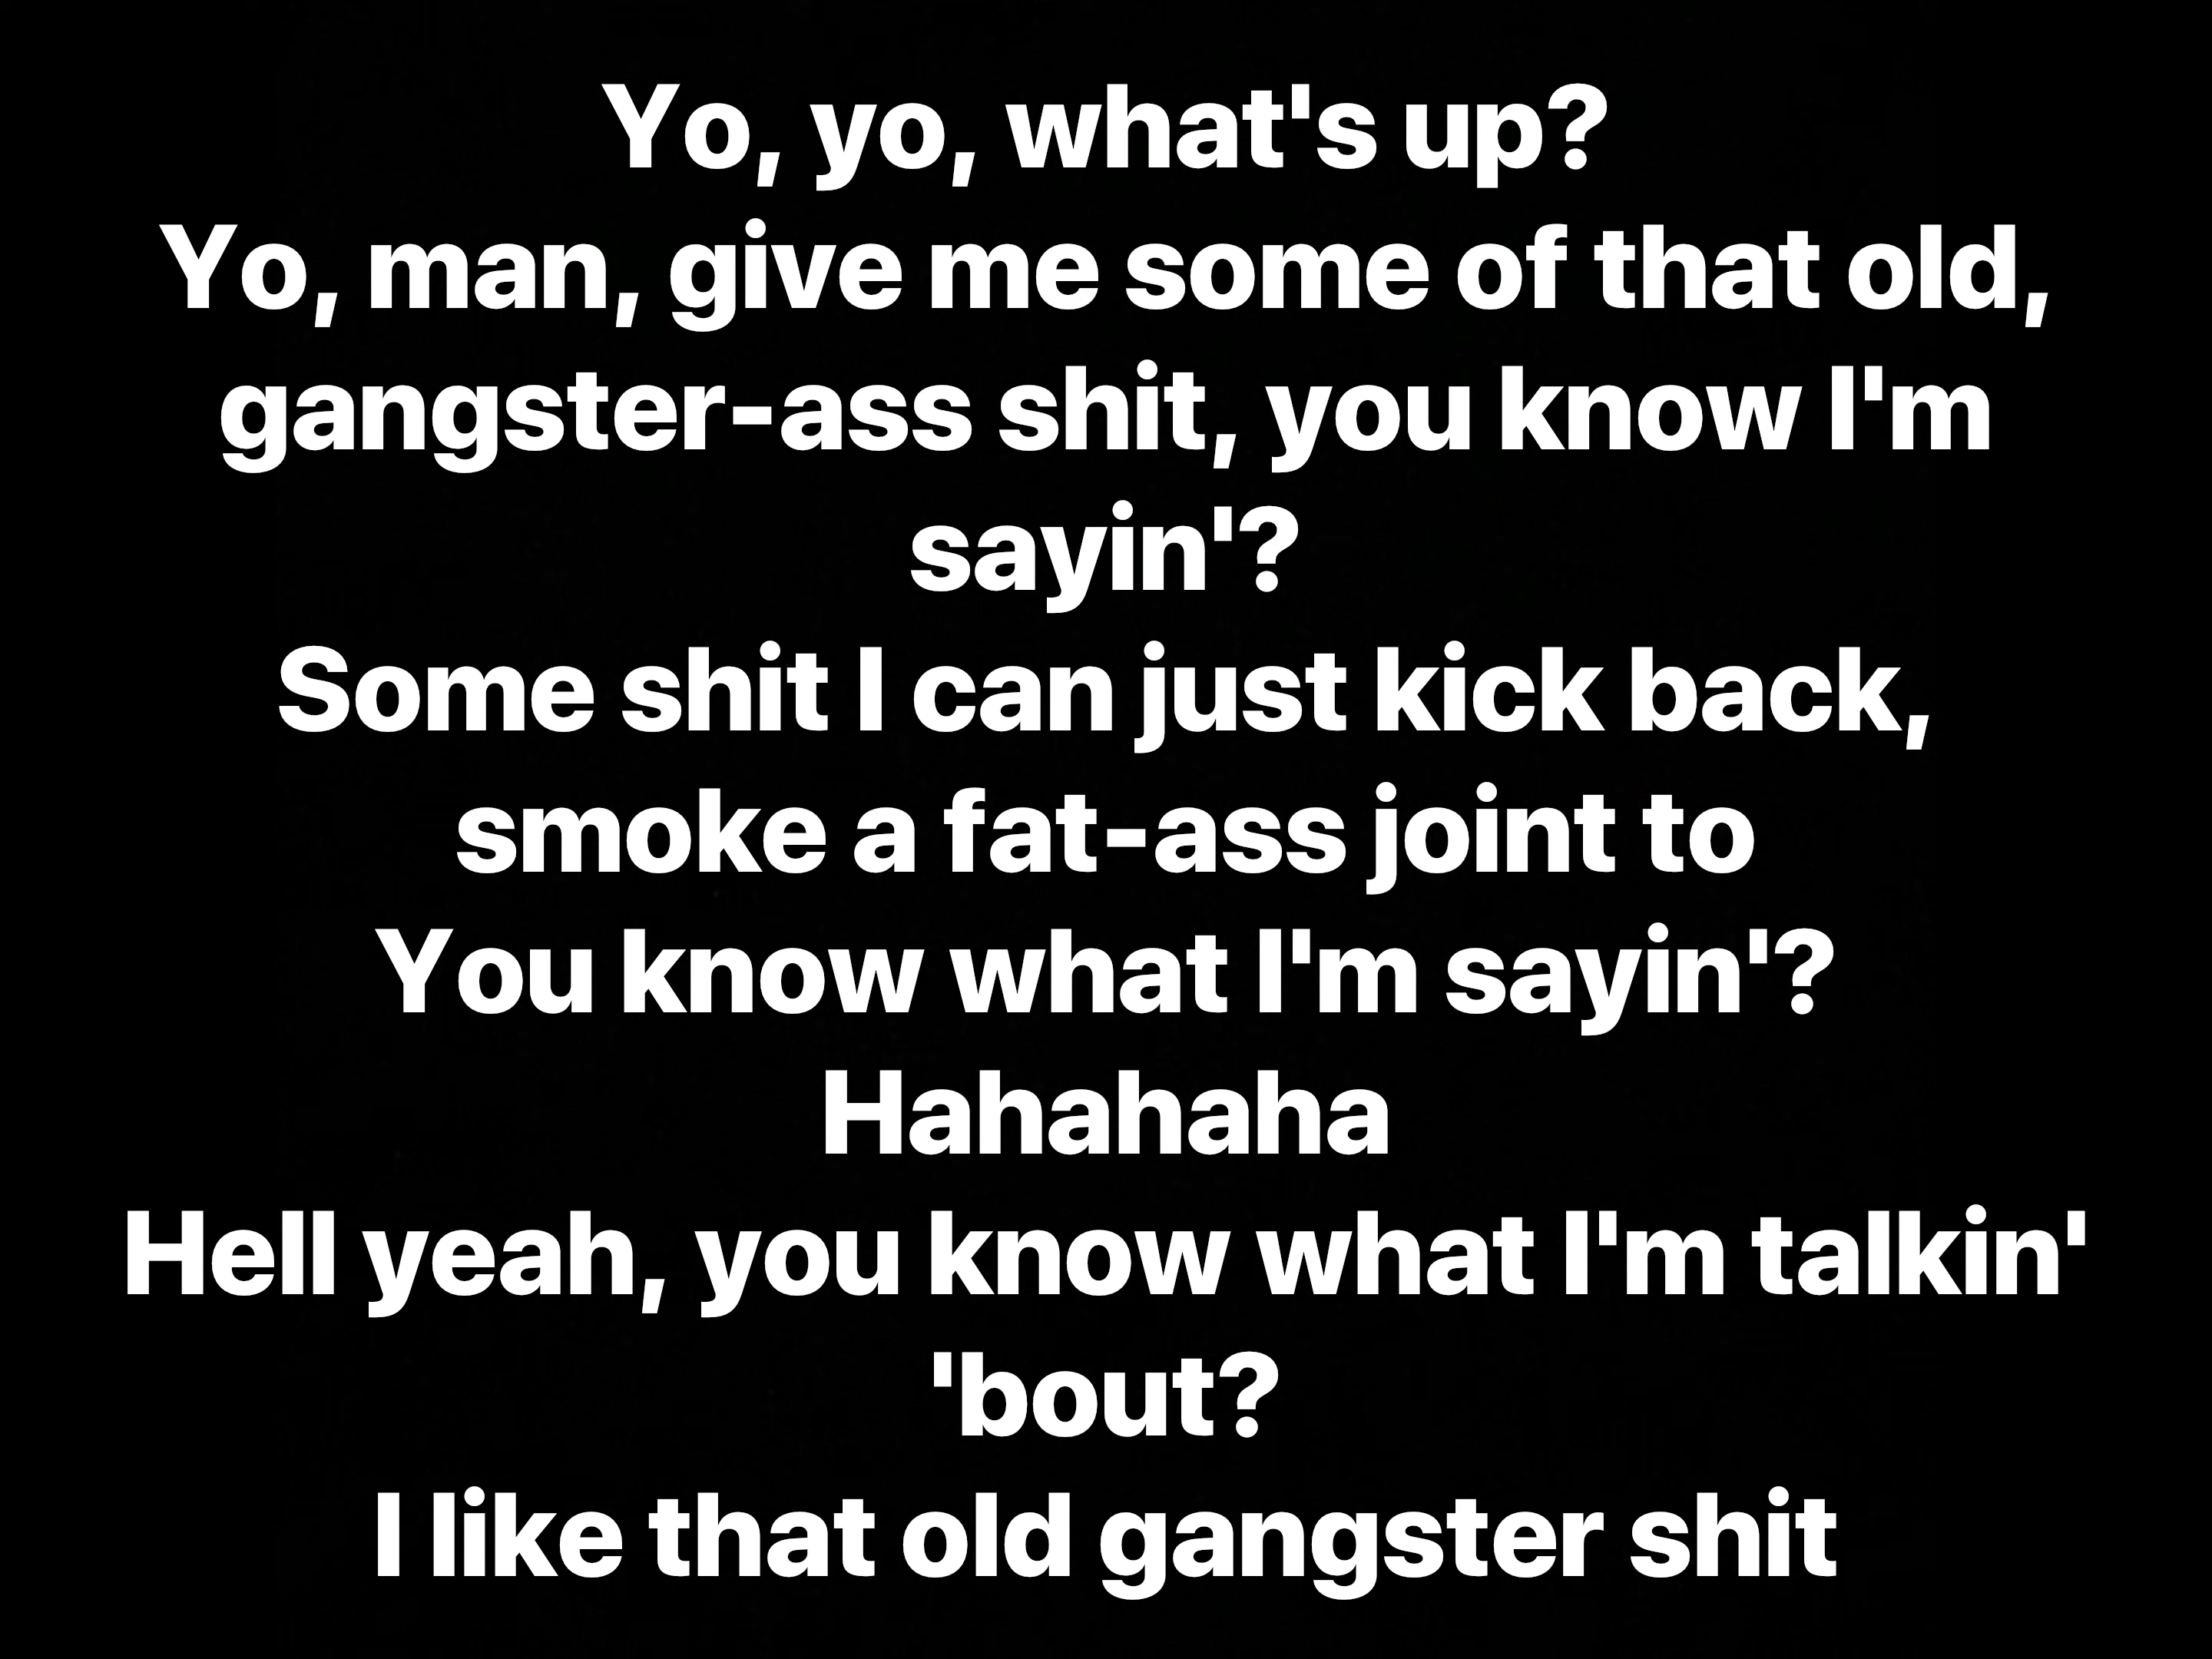 Yo, yo, what's up?
Yo, man, give me some of that old,
gangster-ass shit, you know I'm
sayin'?
Some shit I can just kick back,
smoke a fat-ass joint to
You know what I'm sayin'?
Hahahaha
Hell yeah, you know what I'm talkin'
'bout?
I like that old gangster shit